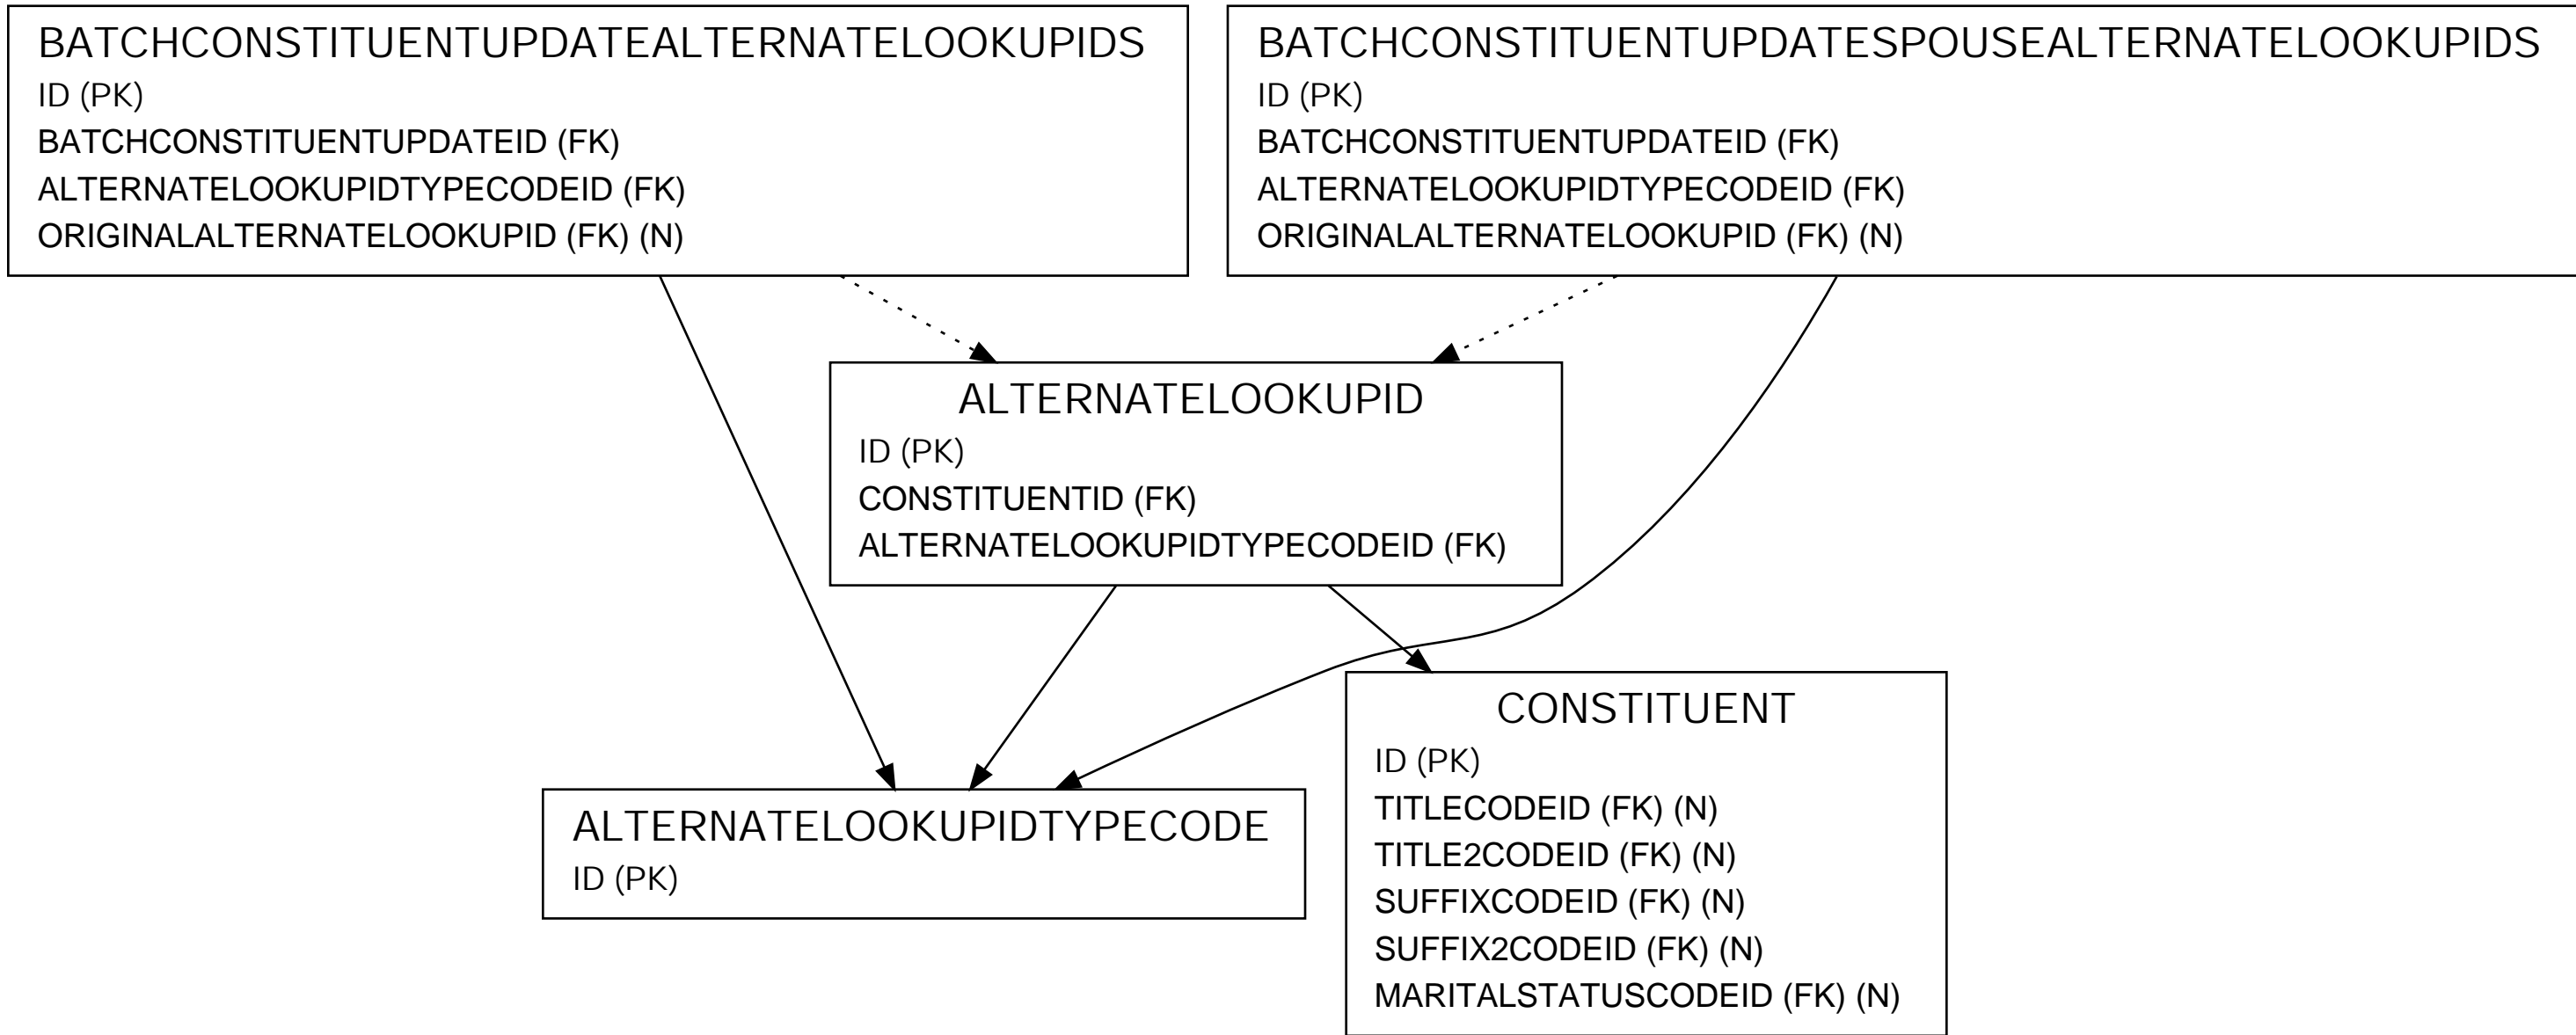 BATCHCONSTITUENTUPDATEALTERNATELOOKUPIDS
ID (PK)
BATCHCONSTITUENTUPDATEID (FK)
ALTERNATELOOKUPIDTYPECODEID (FK)
ORIGINALALTERNATELOOKUPID (FK) (N)
BATCHCONSTITUENTUPDATESPOUSEALTERNATELOOKUPIDS
ID (PK)
BATCHCONSTITUENTUPDATEID (FK)
ALTERNATELOOKUPIDTYPECODEID (FK)
ORIGINALALTERNATELOOKUPID (FK) (N)
ALTERNATELOOKUPID
ID (PK)
CONSTITUENTID (FK)
ALTERNATELOOKUPIDTYPECODEID (FK)
ALTERNATELOOKUPIDTYPECODE
ID (PK)
CONSTITUENT
ID (PK)
TITLECODEID (FK) (N)
TITLE2CODEID (FK) (N)
SUFFIXCODEID (FK) (N)
SUFFIX2CODEID (FK) (N)
MARITALSTATUSCODEID (FK) (N)